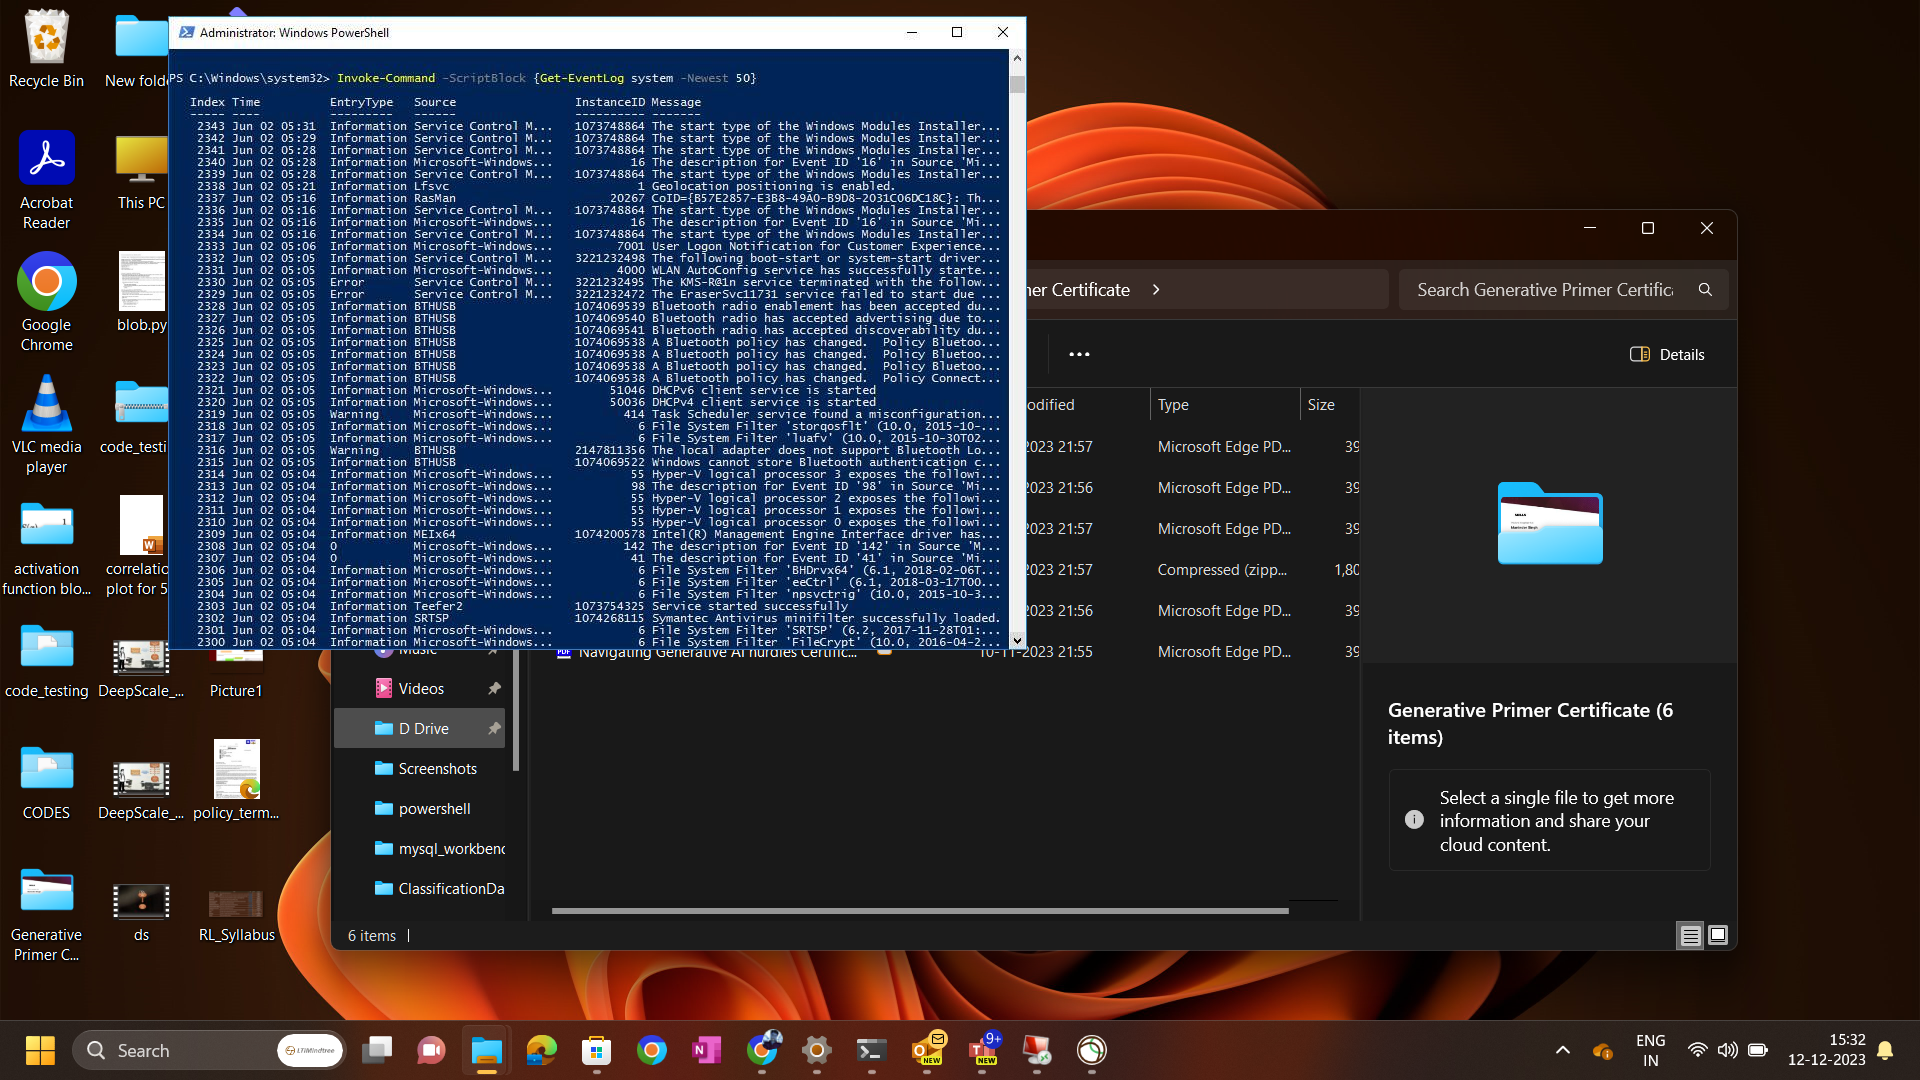 Recycle Bin
New folde
Acrobat
Reader
This PC
Google
Chrome
blob.py
VLC media
player
code_testi
activation
function blo...
correlatio
plot for 5
code_testing
DeepScale_...
Picture1
CODES
DeepScale_...
policy_term...
Generative
Primer C...
ds
RL_Syllabus
Administrator: Windows PowerShell
PS C:\Windows\system32> Invoke-Command -ScriptBlock {Get-EventLog system -Newest 50}
Index Time EntryType Source InstanceID Message
----- ---- --------- ------ ---------- -------
2343 Jun 02 05:31 Information Service Control M... 1073748864 The start type of the Windows Modules Installer...
2342 Jun 02 05:29 Information Service Control M... 1073748864 The start type of the Windows Modules Installer...
2341 Jun 02 05:28 Information Service Control M... 1073748864 The start type of the Windows Modules Installer...
2340 Jun 02 05:28 Information Microsoft-Windows... 16 The description for Event ID '16' in Source 'Mi...
2339 Jun 02 05:28 Information Service Control M... 1073748864 The start type of the Windows Modules Installer...
2338 Jun 02 05:21 Information Lfsvc 1 Geolocation positioning is enabled.
2337 Jun 02 05:16 Information RasMan 20267 CoID={B57E2857-E3B8-49A0-B9D8-2031C06DC18C}: Th...
2336 Jun 02 05:16 Information Service Control M... 1073748864 The start type of the Windows Modules Installer...
2335 Jun 02 05:16 Information Microsoft-Windows... 16 The description for Event ID '16' in Source 'Mi...
2334 Jun 02 05:16 Information Service Control M... 1073748864 The start type of the Windows Modules Installer...
2333 Jun 02 05:06 Information Microsoft-Windows... 7001 User Logon Notification for Customer Experience...
2332 Jun 02 05:05 Information Service Control M... 3221232498 The following boot-start or system-start driver...
2331 Jun 02 05:05 Information Microsoft-Windows... 4000 WLAN AutoConfig service has successfully starte...
2330 Jun 02 05:05 Error Service Control M... 3221232495 The KMS-R@1n service terminated with the follow...
2329 Jun 02 05:05 Error Service Control M... 3221232472 The EraserSvc11731 service failed to start due ...
2328 Jun 02 05:05 Information BTHUSB 1074069539 Bluetooth radio enablement has been accepted du...
2327 Jun 02 05:05 Information BTHUSB 1074069540 Bluetooth radio has accepted advertising due to...
2326 Jun 02 05:05 Information BTHUSB 1074069541 Bluetooth radio has accepted discoverability du...
2325 Jun 02 05:05 Information BTHUSB 1074069538 A Bluetooth policy has changed. Policy Bluetoo...
2324 Jun 02 05:05 Information BTHUSB 1074069538 A Bluetooth policy has changed. Policy Bluetoo...
2323 Jun 02 05:05 Information BTHUSB 1074069538 A Bluetooth policy has changed. Policy Bluetoo...
2322 Jun 02 05:05 Information BTHUSB 1074069538 A Bluetooth policy has changed. Policy Connect...
2321 Jun 02 05:05 Information Microsoft-Windows... 51046 DHCPv6 client service is started
2320 Jun 02 05:05 Information Microsoft-Windows... 50036 DHCPv4 client service is started
2319 Jun 02 05:05 Warning Microsoft-Windows... 414 Task Scheduler service found a misconfiguration...
2318 Jun 02 05:05 Information Microsoft-Windows... 6 File System Filter 'storqosflt' (10.0, 2015-10-...
2317 Jun 02 05:05 Information Microsoft-Windows... 6 File System Filter 'luafv' (10.0, 2015-10-30T02...
2316 Jun 02 05:05 Warning BTHUSB 2147811356 The local adapter does not support Bluetooth Lo...
2315 Jun 02 05:05 Information BTHUSB 1074069522 Windows cannot store Bluetooth authentication c...
2314 Jun 02 05:04 Information Microsoft-Windows... 55 Hyper-V logical processor 3 exposes the followi...
2313 Jun 02 05:04 Information Microsoft-Windows... 98 The description for Event ID '98' in Source 'Mi...
2312 Jun 02 05:04 Information Microsoft-Windows... 55 Hyper-V logical processor 2 exposes the followi...
2311 Jun 02 05:04 Information Microsoft-Windows... 55 Hyper-V logical processor 1 exposes the followi...
2310 Jun 02 05:04 Information Microsoft-Windows... 55 Hyper-V logical processor 0 exposes the followi...
2309 Jun 02 05:04 Information MEIx64 1074200578 Intel(R) Management Engine Interface driver has...
2308 Jun 02 05:04 0 Microsoft-Windows... 142 The description for Event ID '142' in Source 'M...
2307 Jun 02 05:04 0 Microsoft-Windows... 41 The description for Event ID '41' in Source 'Mi...
2306 Jun 02 05:04 Information Microsoft-Windows... 6 File System Filter 'BHDrvx64' (6.1, 2018-02-06T...
2305 Jun 02 05:04 Information Microsoft-Windows... 6 File System Filter 'eeCtrl' (6.1, 2018-03-17T00...
2304 Jun 02 05:04 Information Microsoft-Windows... 6 File System Filter 'npsvctrig' (10.0, 2015-10-3...
2303 Jun 02 05:04 Information Teefer2 1073754325 Service started successfully
2302 Jun 02 05:04 Information SRTSP 1074268115 Symantec Antivirus minifilter successfully loaded.
2301 Jun 02 05:04 Information Microsoft-Windows... 6 File System Filter 'SRTSP' (6.2, 2017-11-28T01:...
2300 Jun 02 05:04 Information Microsoft-Windows... 6 File System Filter 'FileCrypt' (10.0, 2016-04-2...
ner Certificate
Search Generative Primer Certific
Details
odified Type Size
2023 21:57 Microsoft Edge PD... 39
2023 21:56 Microsoft Edge PD... 39
2023 21:57 Microsoft Edge PD... 39
2023 21:57 Compressed (zipp... 1,80
2023 21:56 Microsoft Edge PD... 39
Navigating Generative AI hurdles Certific... 10-11-2023 21:55 Microsoft Edge PD... 39
Music
Videos
D Drive
Screenshots
powershell
mysql_workbenc
ClassificationDa
Generative Primer Certificate (6
items)
Select a single file to get more
information and share your
cloud content.
6 items
Search
LTIMindtree
NEW
9+
NEW
ENG
IN
15:32
12-12-2023